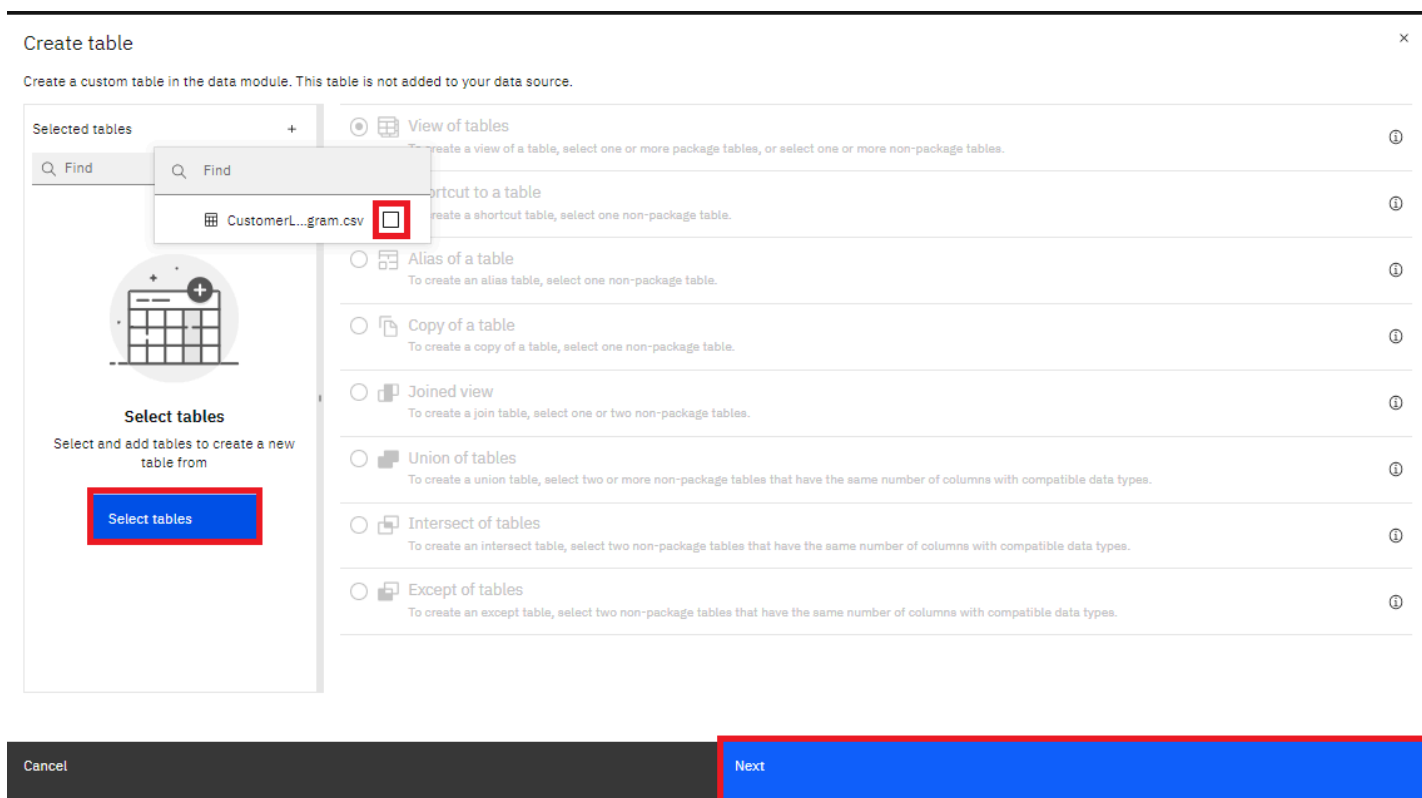 Create table
Create a custom table in the data module. This table is not added to your data source.
Selected tables
Find
Find
CustomerL...gram.csv
Select tables
Select and add tables to create a new
table from
Select tables
View of tables
create a view of a table, select one or more package tables, or select one or more non-package tables.
ortcut to a table
reate a shortcut table, select one non-package table.
Alias of a table
To create an alias table, select one non-package table.
Copy of a table
To create a copy of a table, select one non-package table.
Joined view
To create a join table, select one or two non-package tables.
Union of tables
To create a union table, select two or more non-package tables that have the same number of columns with compatible data types.
Intersect of tables
To create an intersect table, select two non-package tables that have the same number of columns with compatible data types.
Except of tables
To create an except table, select two non-package tables that have the same number of columns with compatible data types.
Cancel
Next